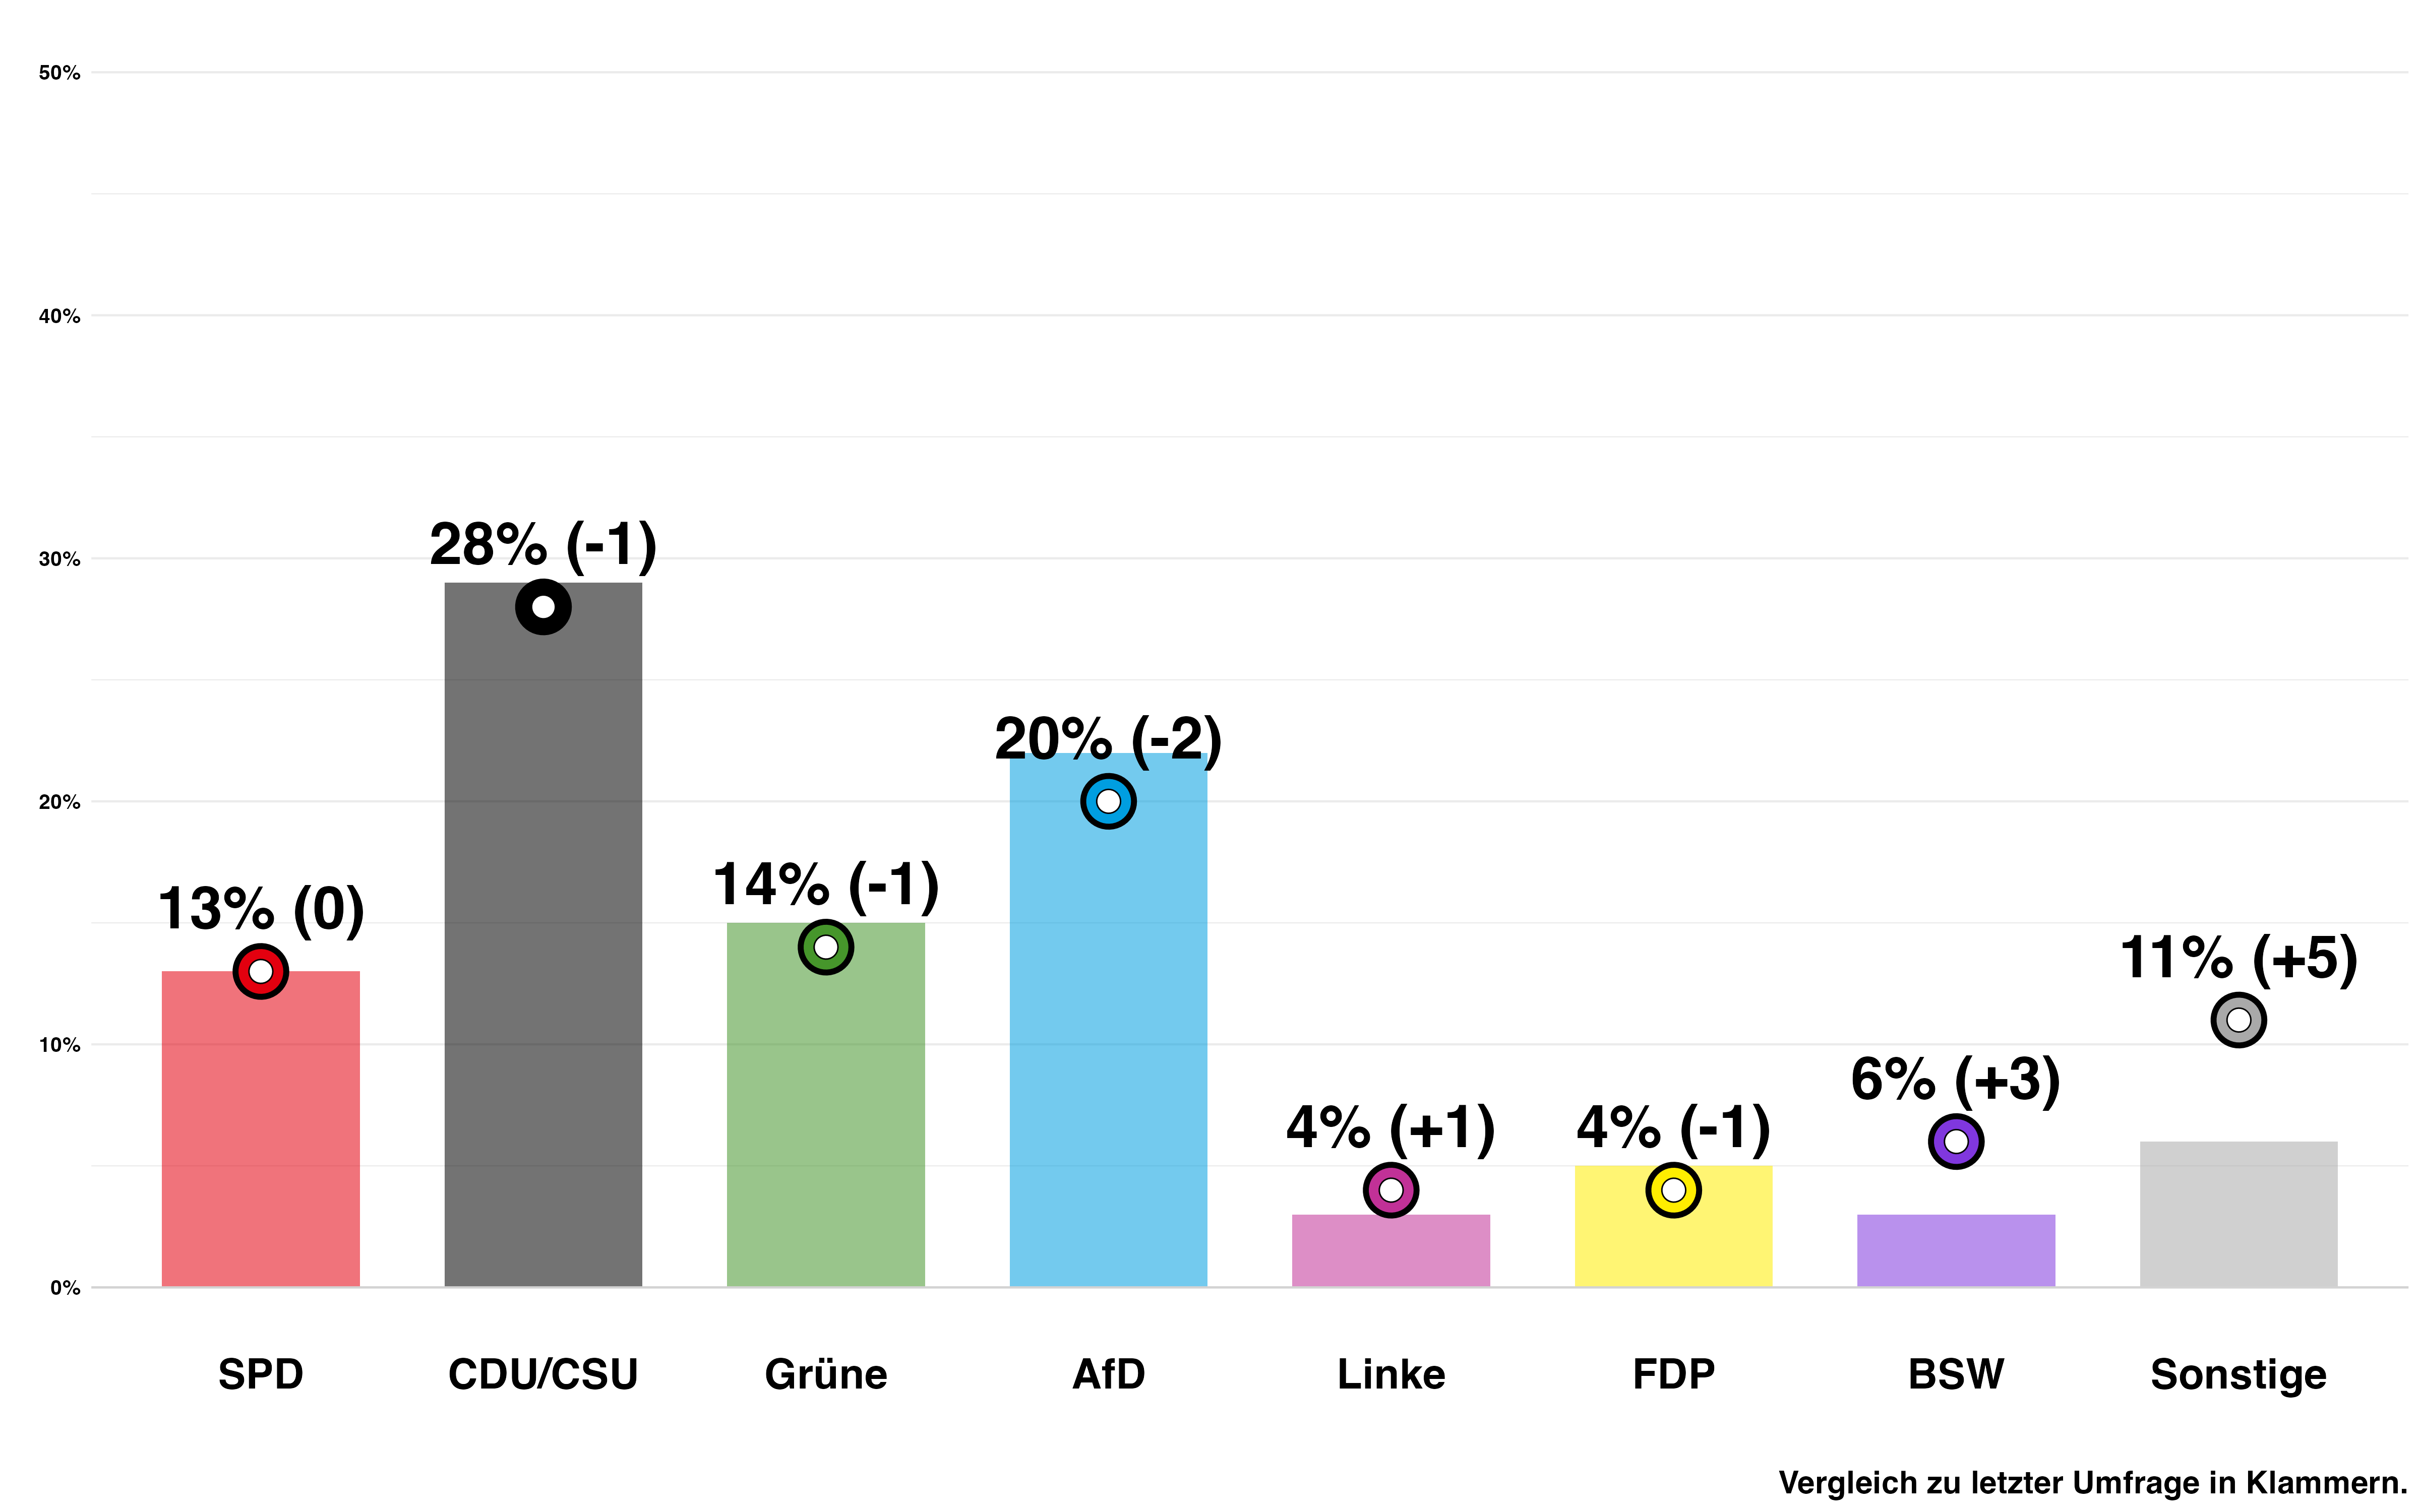 50%
40%
30%
20%
10%
0%
13% (0)
28% (-1)
14% (-1)
20% (-2)
4% (+1)
4% (-1)
6% (+3)
11% (+5)
SPD
CDU/CSU
Grüne
AfD
Linke
FDP
BSW
Sonstige
Vergleich zu letzter Umfrage in Klammern.